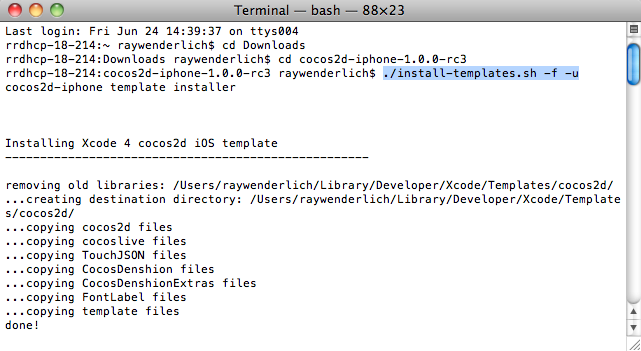 Terminal — bash — 88×23
Last login: Fri Jun 24 14:39:37 on ttys004
rrdhcp-18-214:~ raywenderlich$ cd Downloads
rrdhcp-18-214:Downloads raywenderlich$ cd cocos2d-iphone-1.0.0-rc3
rrdhcp-18-214:cocos2d-iphone-1.0.0-rc3 raywenderlich$ ./install-templates.sh -f -u
cocos2d-iphone template installer
Installing Xcode 4 cocos2d iOS template
----------------------------------------------------
removing old libraries: /Users/raywenderlich/Library/Developer/Xcode/Templates/cocos2d/
...creating destination directory: /Users/raywenderlich/Library/Developer/Xcode/Template
s/cocos2d/
...copying cocos2d files
...copying cocoslive files
...copying TouchJSON files
...copying CocosDenshion files
...copying CocosDenshionExtras files
...copying FontLabel files
...copying template files
done!